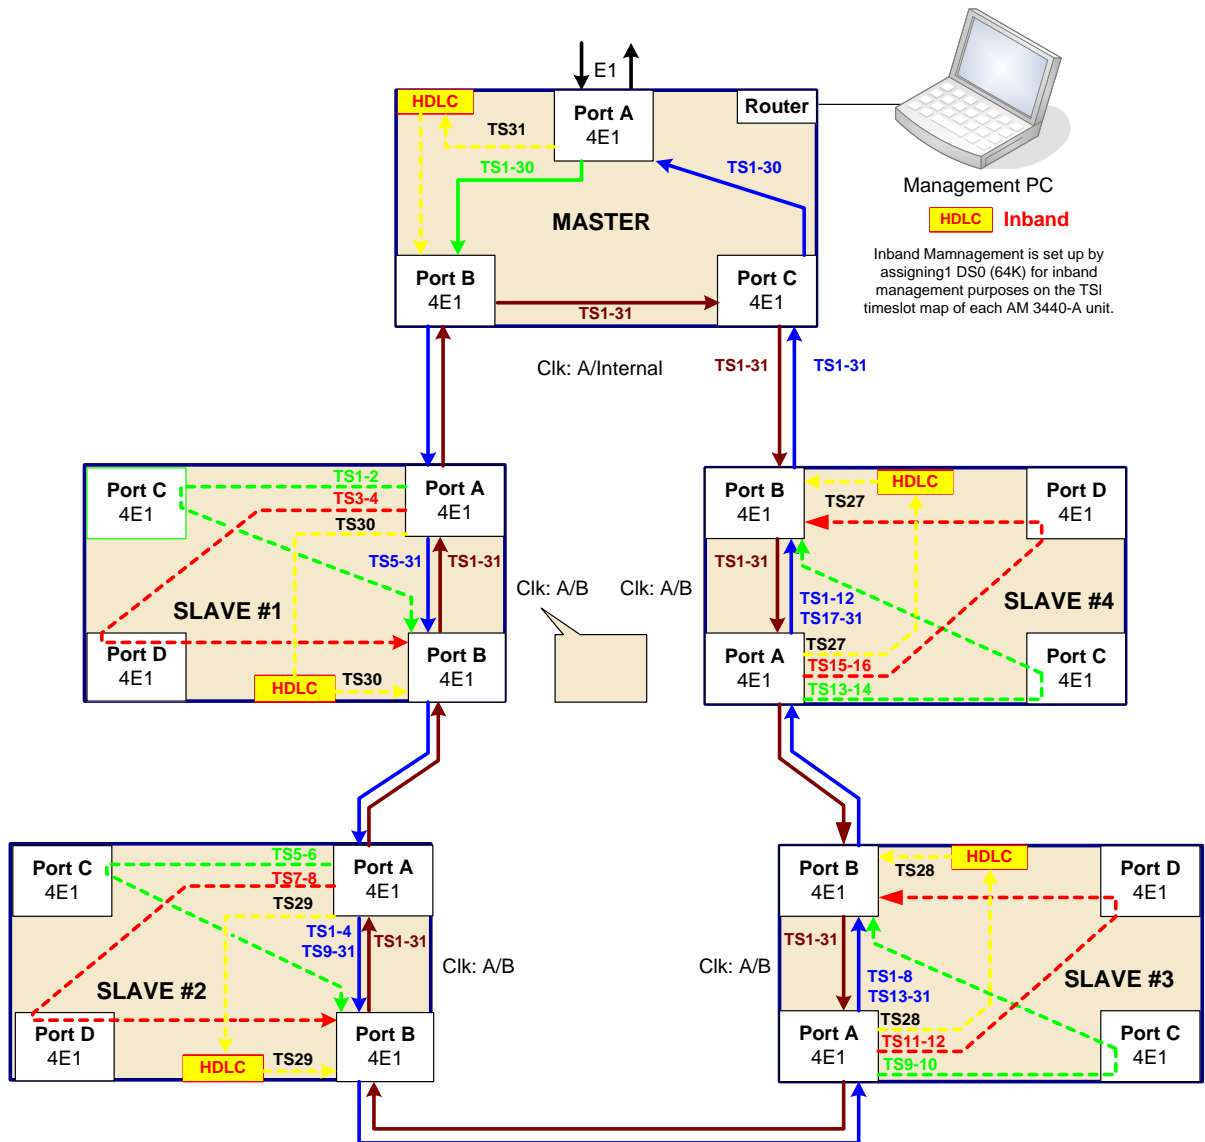 E1
HDLC
Port A
4E1
Router
TS31
TS1-30
TS1-30
MASTER
Port B
4E1
Port C
4E1
TS1-31
Management PC
HDLC Inband
Inband Mamnagement is set up by
assigning1 DS0 (64K) for inband
management purposes on the TSI
timeslot map of each AM 3440-A unit.
Clk: A/Internal
TS1-31
TS1-31
Port C
4E1
TS1-2
TS3-4
TS30
Port A
4E1
TS5-31
TS1-31
SLAVE #1
Port D
4E1
HDLC
TS30
Port B
4E1
Clk: A/B
Clk: A/B
Port B
4E1
HDLC
TS27
Port D
4E1
TS1-31
TS1-12
TS17-31
SLAVE #4
Port A
4E1
TS27
TS15-16
TS13-14
Port C
4E1
Port C
4E1
TS5-6
TS7-8
TS29
Port A
4E1
TS1-4
TS9-31
TS1-31
SLAVE #2
Port D
4E1
HDLC
TS29
Port B
4E1
Clk: A/B
Clk: A/B
Port B
4E1
HDLC
TS28
Port D
4E1
TS1-31
TS1-8
TS13-31
SLAVE #3
Port A
4E1
TS28
TS11-12
TS9-10
Port C
4E1